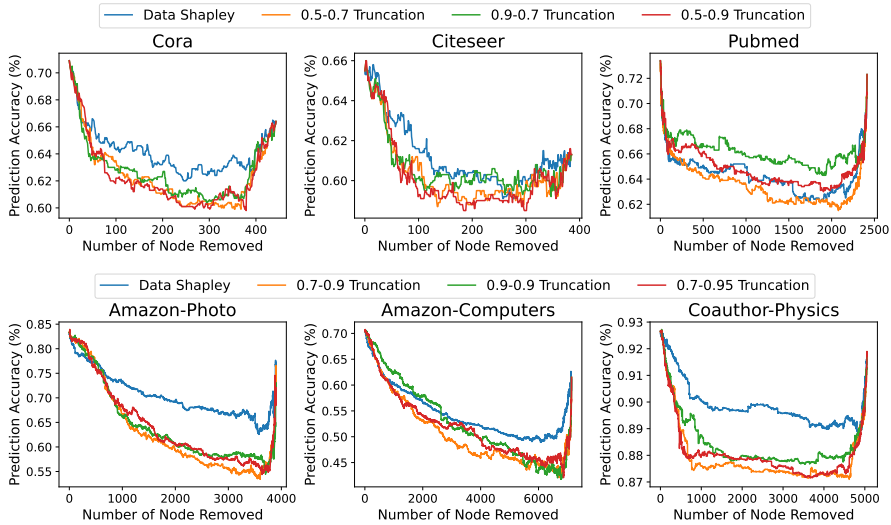 Data Shapley 0.5-0.7 Truncation 0.9-0.7 Truncation 0.5-0.9 Truncation
Cora Citeseer Pubmed
Prediction Accuracy (%)
0.70
0.68
0.66
0.64
0.62
0.60
0 100 200 300 400
Number of Node Removed
Prediction Accuracy (%)
0.66
0.64
0.62
0.60
0 100 200 300 400
Number of Node Removed
Prediction Accuracy (%)
0.72
0.70
0.68
0.66
0.64
0.62
0 500 1000 1500 2000 2500
Number of Node Removed
Data Shapley 0.7-0.9 Truncation 0.9-0.9 Truncation 0.7-0.95 Truncation
Amazon-Photo Amazon-Computers Coauthor-Physics
Prediction Accuracy (%)
0.85
0.80
0.75
0.70
0.65
0.60
0.55
0 1000 2000 3000 4000
Number of Node Removed
Prediction Accuracy (%)
0.70
0.65
0.60
0.55
0.50
0.45
0 2000 4000 6000
Number of Node Removed
Prediction Accuracy (%)
0.93
0.92
0.91
0.90
0.89
0.88
0.87
0 1000 2000 3000 4000 5000
Number of Node Removed